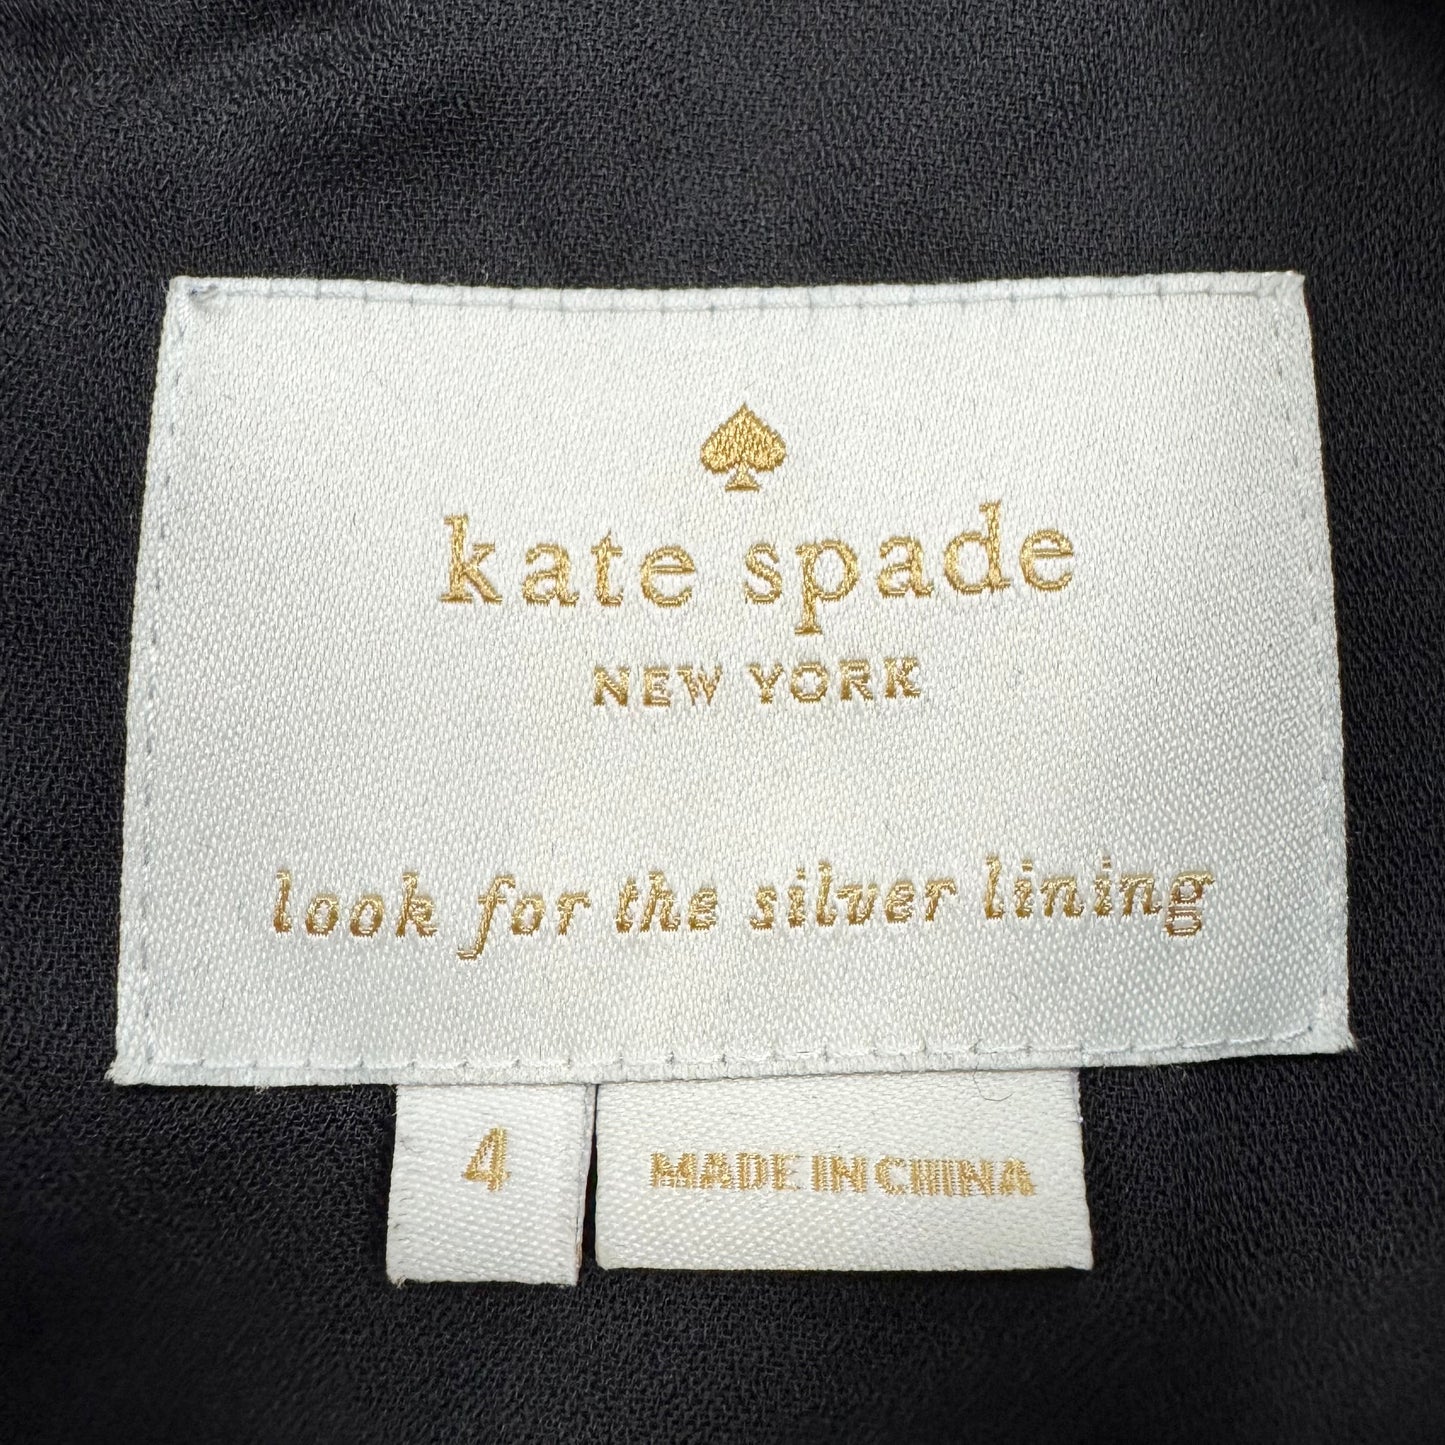 kate spade
NEW YORK
look for the silver lining
4
MADE IN CHINA